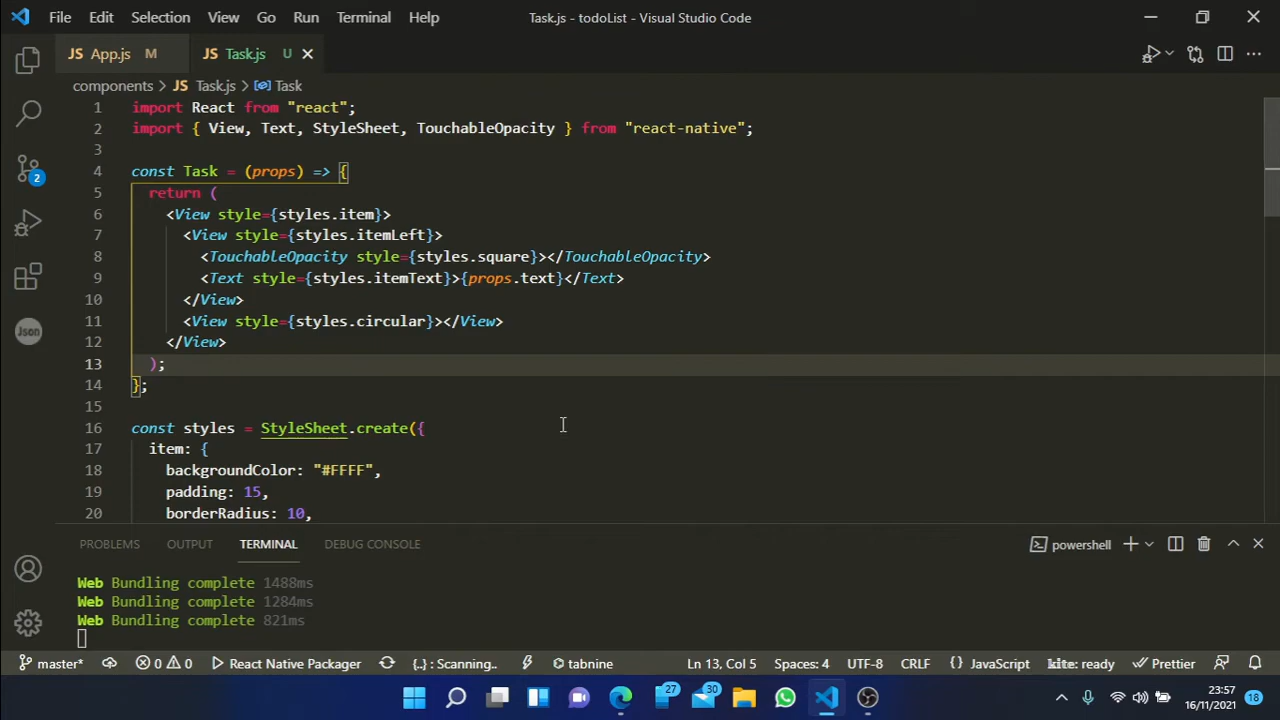 File Edit Selection View Go Run Terminal Help Task.js - todoList - Visual Studio Code
JS App.js M JS Task.js U
components > JS Task.js > Task
1 import React from "react";
2 import { View, Text, StyleSheet, TouchableOpacity } from "react-native";
3
4 const Task = (props) => {
5 return (
6 <View style={styles.item}>
7 <View style={styles.itemLeft}>
8 <TouchableOpacity style={styles.square}></TouchableOpacity>
9 <Text style={styles.itemText}>{props.text}</Text>
10 </View>
11 <View style={styles.circular}></View>
12 </View>
13 );
14 };
15
16 const styles = StyleSheet.create({
17 item: {
18 backgroundColor: "#FFFF",
19 padding: 15,
20 borderRadius: 10,
2
Json
PROBLEMS OUTPUT TERMINAL DEBUG CONSOLE powershell
Web Bundling complete 1488ms
Web Bundling complete 1284ms
Web Bundling complete 821ms
master* 0 0 React Native Packager {..} : Scanning.. tabnine Ln 13, Col 5 Spaces: 4 UTF-8 CRLF {} JavaScript kite: ready Prettier
27 30 23:57
16/11/2021 18